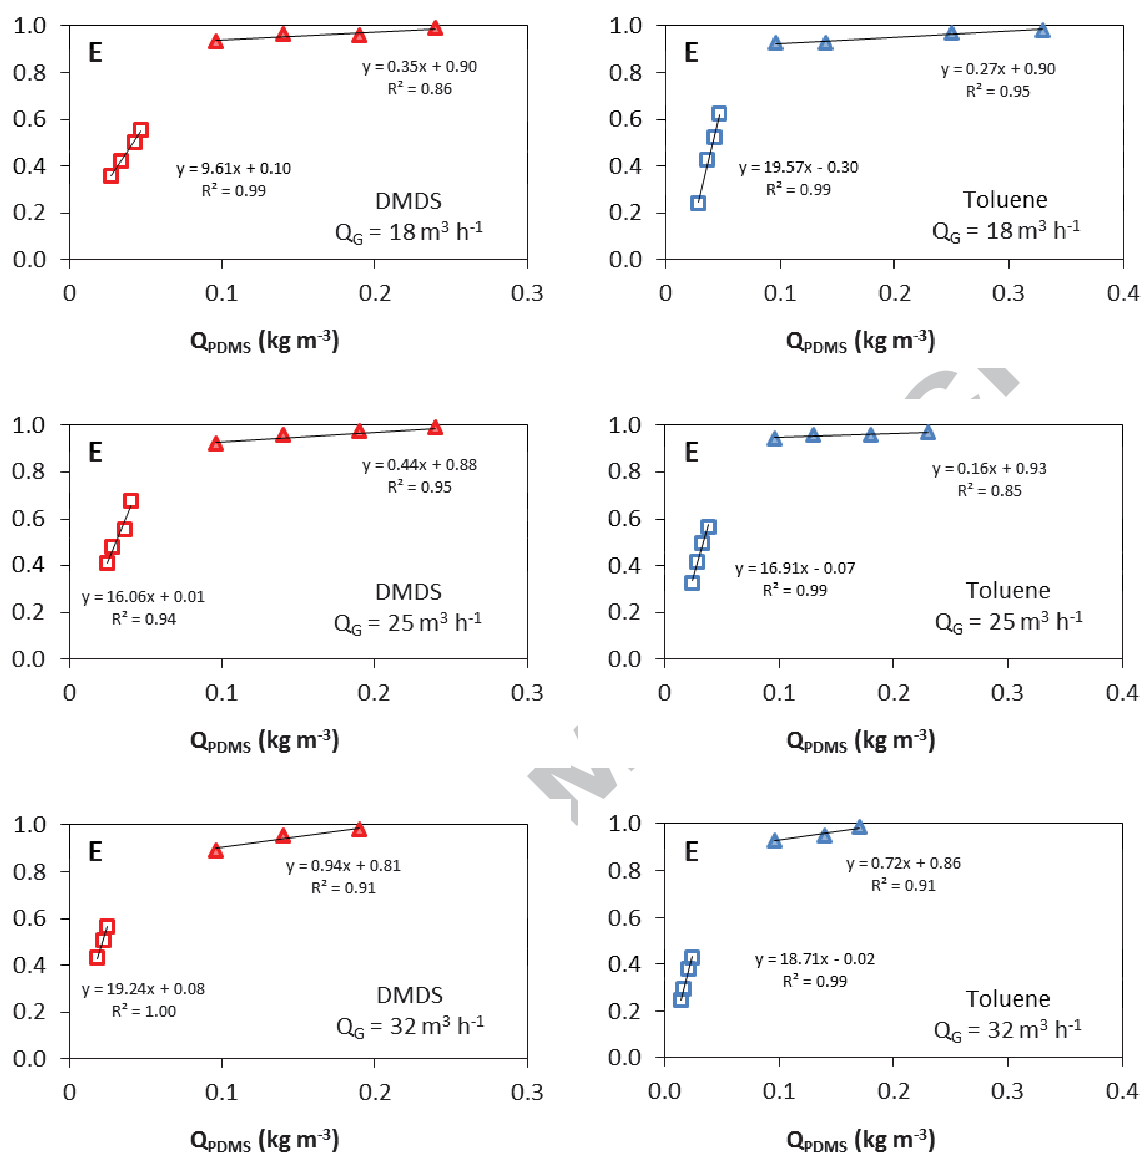 1.0
E
0.8
y = 0.35x + 0.90
R² = 0.86
0.6
0.4
y = 9.61x + 0.10
R² = 0.99
DMDS
0.2
Q_G = 18 m³ h⁻¹
0.0
0 0.1 0.2 0.3
Q_PDMS (kg m⁻³)
1.0
E
0.8
y = 0.27x + 0.90
R² = 0.95
0.6
0.4
y = 19.57x - 0.30
R² = 0.99
Toluene
0.2
Q_G = 18 m³ h⁻¹
0.0
0 0.1 0.2 0.3 0.4
Q_PDMS (kg m⁻³)
1.0
E
0.8
y = 0.44x + 0.88
R² = 0.95
0.6
0.4
y = 16.06x + 0.01
R² = 0.94
DMDS
0.2
Q_G = 25 m³ h⁻¹
0.0
0 0.1 0.2 0.3
Q_PDMS (kg m⁻³)
1.0
E
0.8
y = 0.16x + 0.93
R² = 0.85
0.6
0.4
y = 16.91x - 0.07
R² = 0.99
Toluene
0.2
Q_G = 25 m³ h⁻¹
0.0
0 0.1 0.2 0.3 0.4
Q_PDMS (kg m⁻³)
1.0
E
0.8
y = 0.94x + 0.81
R² = 0.91
0.6
0.4
y = 19.24x + 0.08
R² = 1.00
DMDS
0.2
Q_G = 32 m³ h⁻¹
0.0
0 0.1 0.2 0.3
Q_PDMS (kg m⁻³)
1.0
E
0.8
y = 0.72x + 0.86
R² = 0.91
0.6
0.4
y = 18.71x - 0.02
R² = 0.99
Toluene
0.2
Q_G = 32 m³ h⁻¹
0.0
0.0 0.1 0.2 0.3 0.4
Q_PDMS (kg m⁻³)